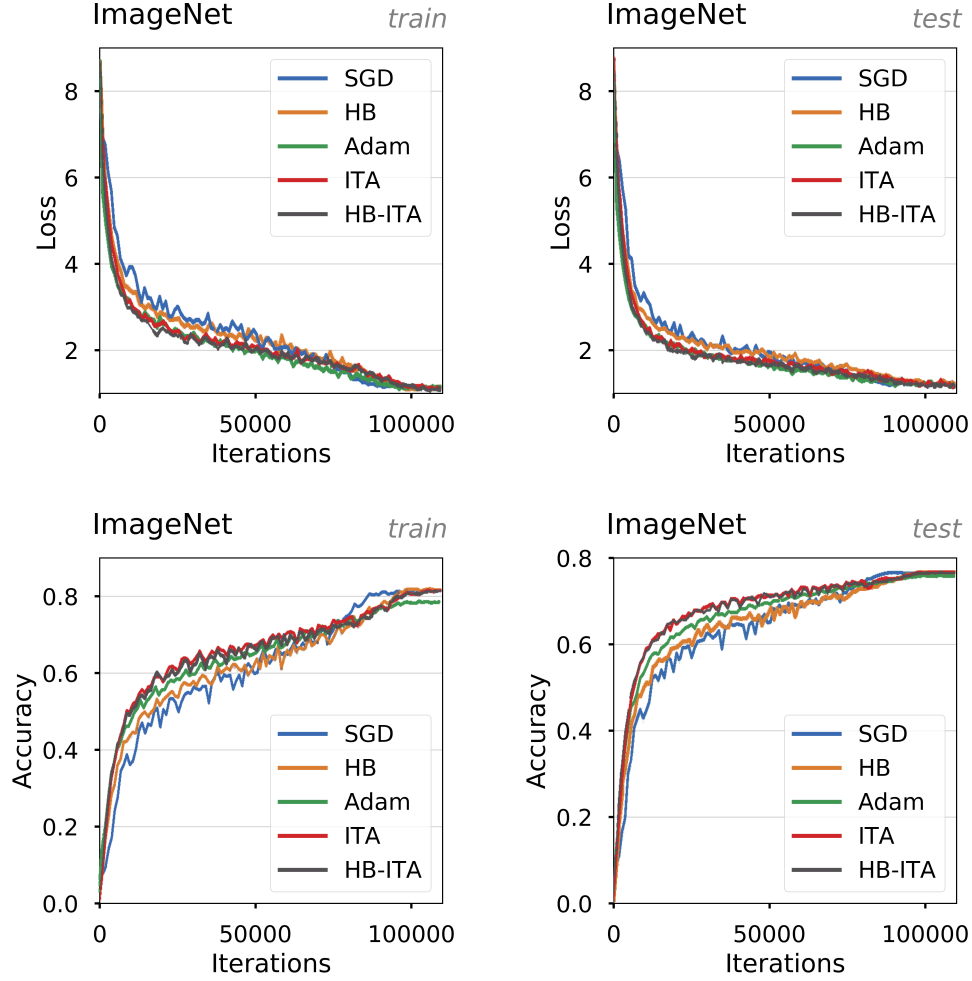 ImageNet train
Loss
8
6
4
2
SGD
HB
Adam
ITA
HB-ITA
0 50000 100000
Iterations
ImageNet test
Loss
8
6
4
2
SGD
HB
Adam
ITA
HB-ITA
0 50000 100000
Iterations
ImageNet train
Accuracy
0.8
0.6
0.4
0.2
0.0
SGD
HB
Adam
ITA
HB-ITA
0 50000 100000
Iterations
ImageNet test
Accuracy
0.8
0.6
0.4
0.2
0.0
SGD
HB
Adam
ITA
HB-ITA
0 50000 100000
Iterations